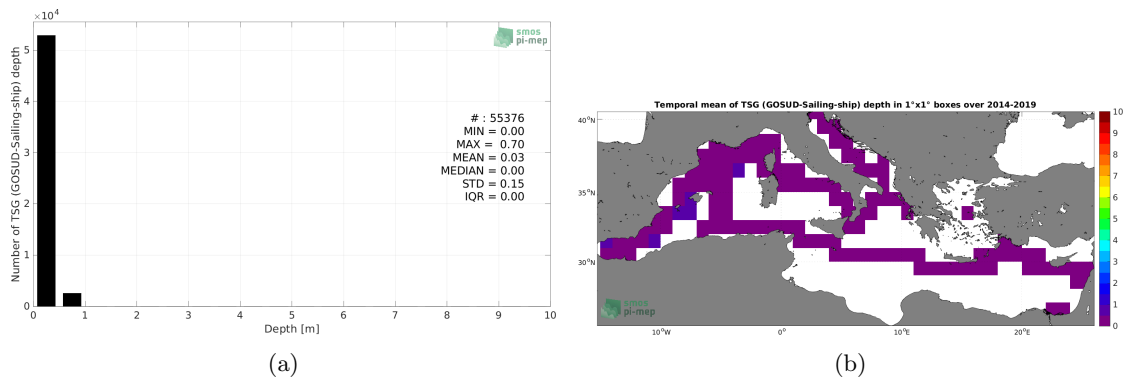 ×10⁴
5
4
3
2
1
0
Number of TSG (GOSUD-Sailing-ship) depth
smos
pi-mep
# : 55376
MIN = 0.00
MAX = 0.70
MEAN = 0.03
MEDIAN = 0.00
STD = 0.15
IQR = 0.00
0 1 2 3 4 5 6 7 8 9 10
Depth [m]
(a)
Temporal mean of TSG (GOSUD-Sailing-ship) depth in 1°x1° boxes over 2014-2019
40°N
35°N
30°N
smos
pi-mep
10°W 0° 10°E 20°E
10
9
8
7
6
5
4
3
2
1
0
(b)